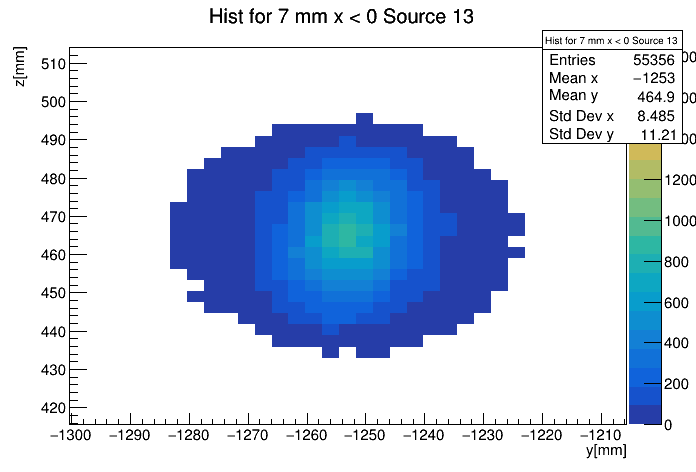 Hist for 7 mm x < 0 Source 13
Hist for 7 mm x < 0 Source 13
Entries 55356
Mean x −1253
Mean y 464.9
Std Dev x 8.485
Std Dev y 11.21
z[mm]
510
500
490
480
470
460
450
440
430
420
−1300 −1290 −1280 −1270 −1260 −1250 −1240 −1230 −1220 −1210
y[mm]
1200
1000
800
600
400
200
0